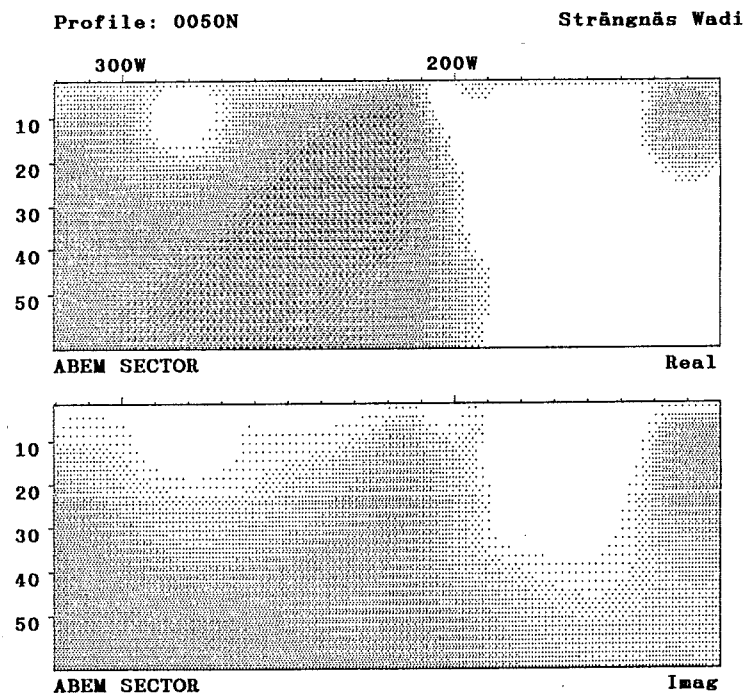 Profile: 0050N Strängnäs Wadi
300W 200W
10
20
30
40
50
ABEM SECTOR Real
10
20
30
40
50
ABEM SECTOR Imag